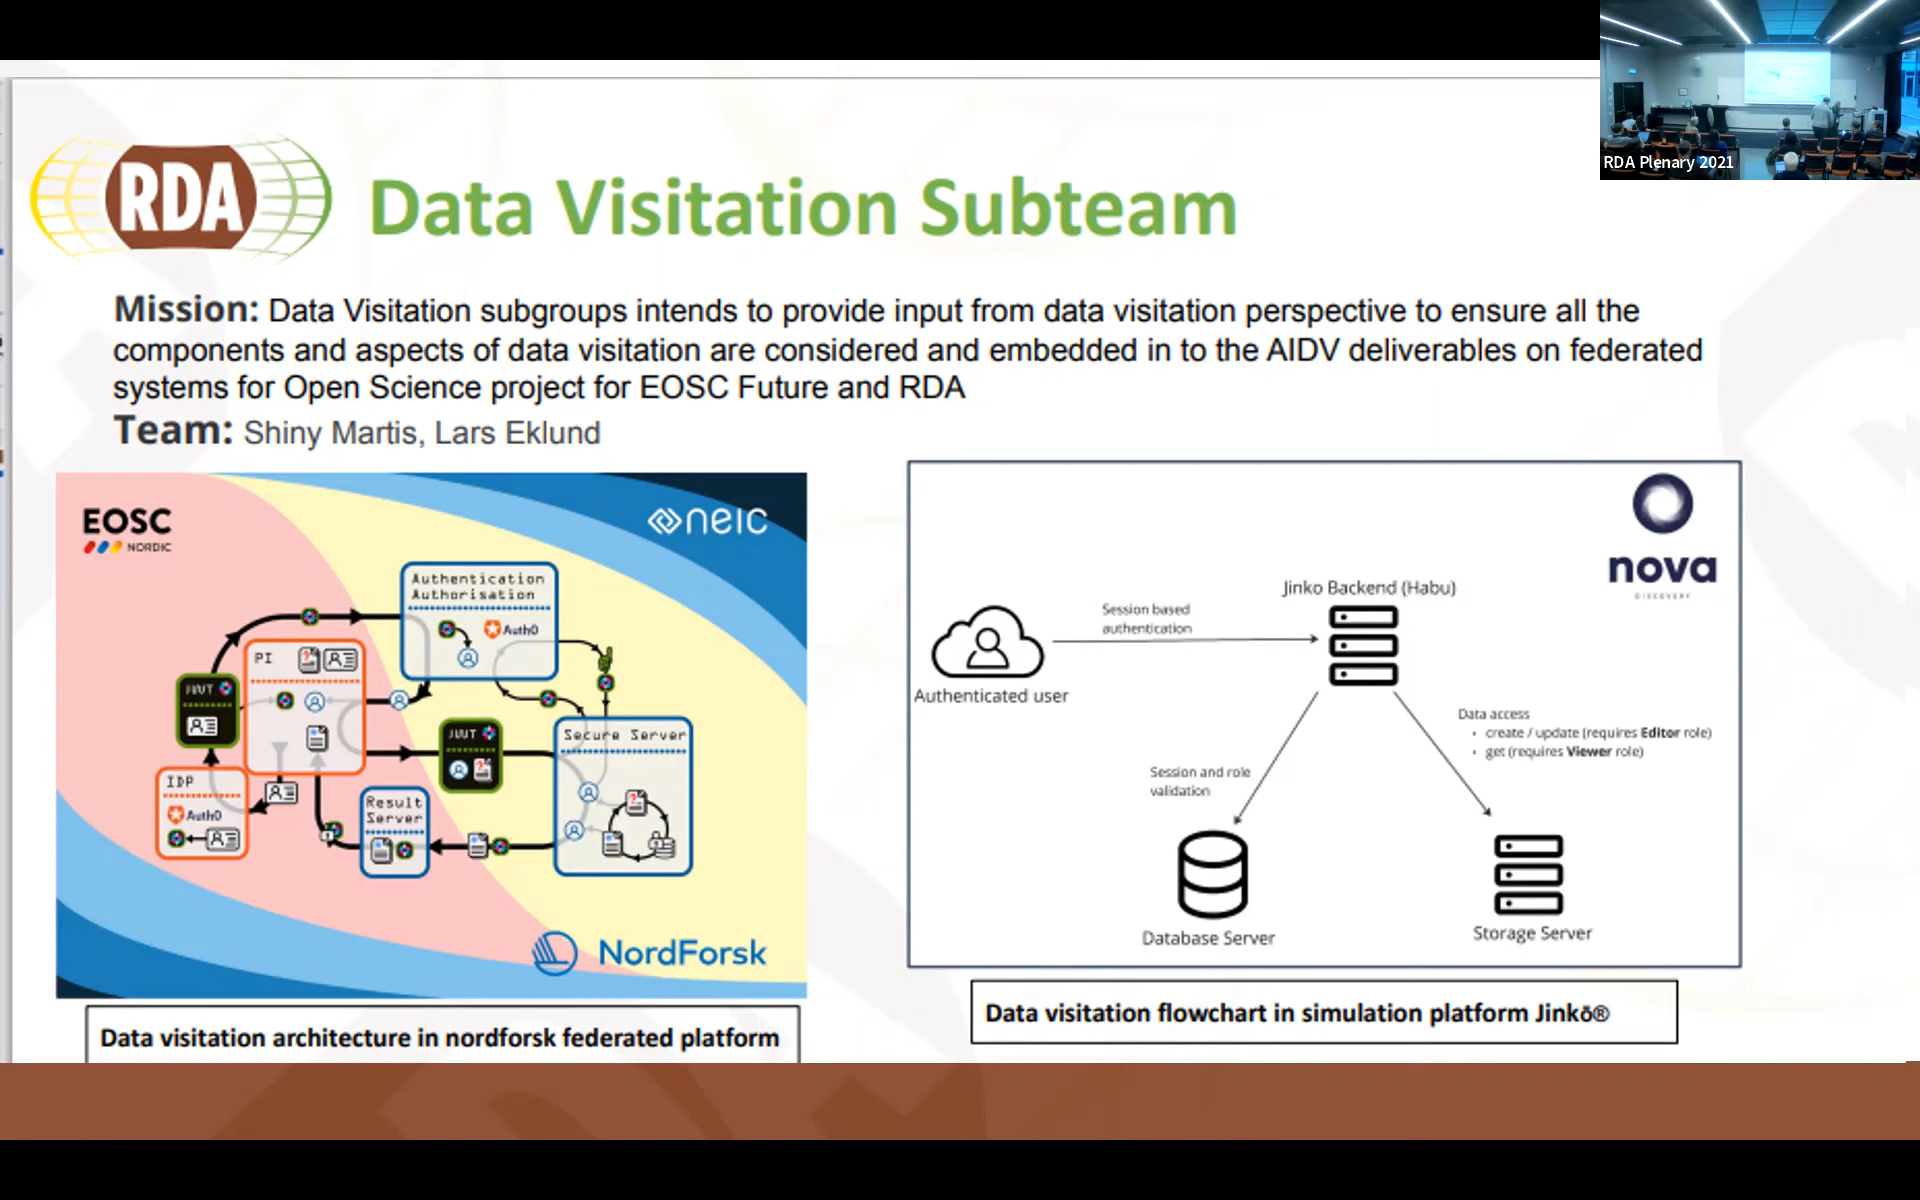 RDA Plenary 2021
RDA
Data Visitation Subteam
Mission: Data Visitation subgroups intends to provide input from data visitation perspective to ensure all the
components and aspects of data visitation are considered and embedded in to the AIDV deliverables on federated
systems for Open Science project for EOSC Future and RDA
Team: Shiny Martis, Lars Eklund
EOSC
NORDIC
neic
Authentication
Authorisation
Auth0
PI
JWT
JWT
Secure Server
IDP
Auth0
Result
Server
NordForsk
Data visitation architecture in nordforsk federated platform
nova
DISCOVERY
Jinko Backend (Habu)
Session based
authentication
Authenticated user
Data access
• create / update (requires Editor role)
• get (requires Viewer role)
Session and role
validation
Database Server
Storage Server
Data visitation flowchart in simulation platform Jinkō®